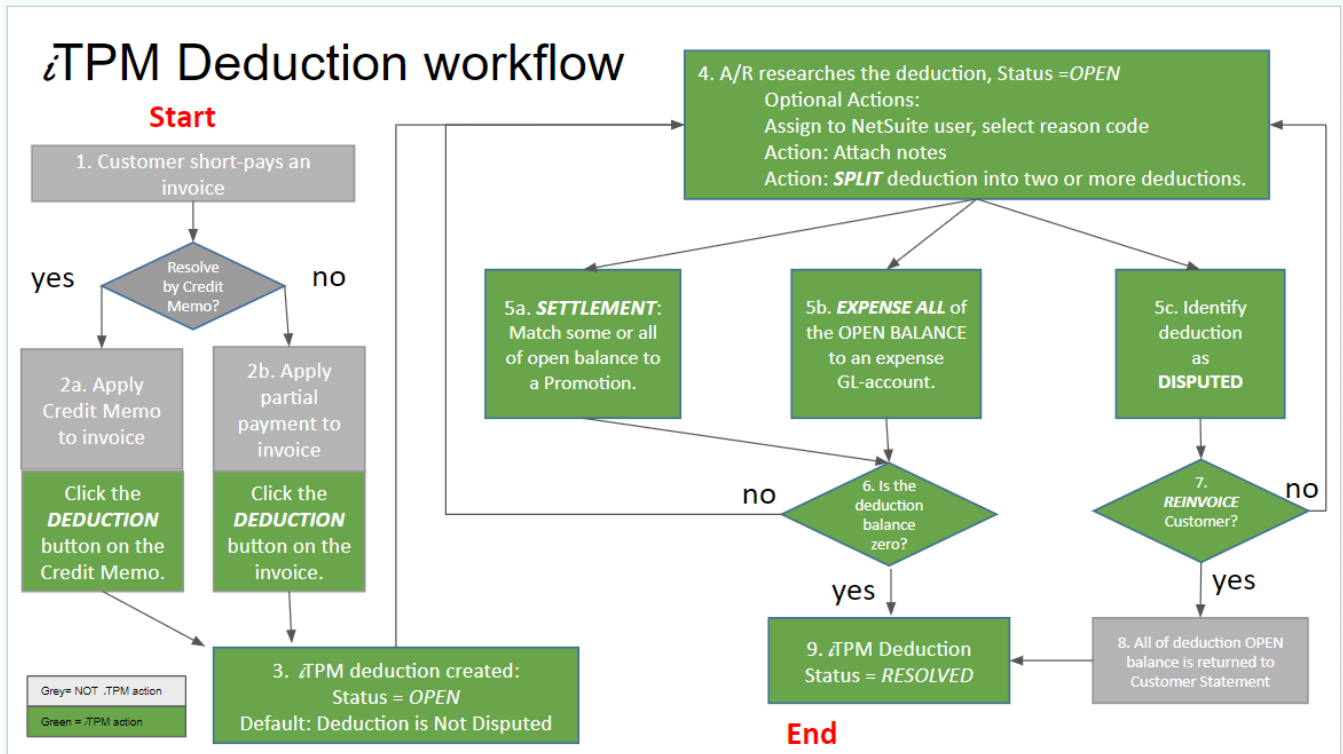 iTPM Deduction workflow
Start
1. Customer short-pays an
invoice
yes
Resolve
by Credit
Memo?
no
2a. Apply
Credit Memo
to invoice
Click the
DEDUCTION
button on the
Credit Memo.
2b. Apply
partial
payment to
invoice
Click the
DEDUCTION
button on the
invoice.
3. iTPM deduction created:
Status = OPEN
Default: Deduction is Not Disputed
Grey= NOT iTPM action
Green = iTPM action
4. A/R researches the deduction, Status =OPEN
Optional Actions:
Assign to NetSuite user, select reason code
Action: Attach notes
Action: SPLIT deduction into two or more deductions.
5a. SETTLEMENT:
Match some or all
of open balance to
a Promotion.
5b. EXPENSE ALL of
the OPEN BALANCE
to an expense
GL-account.
5c. Identify
deduction
as
DISPUTED
no
6. Is the
deduction
balance
zero?
yes
7.
REINVOICE
Customer?
no
yes
8. All of deduction OPEN
balance is returned to
Customer Statement
9. iTPM Deduction
Status = RESOLVED
End